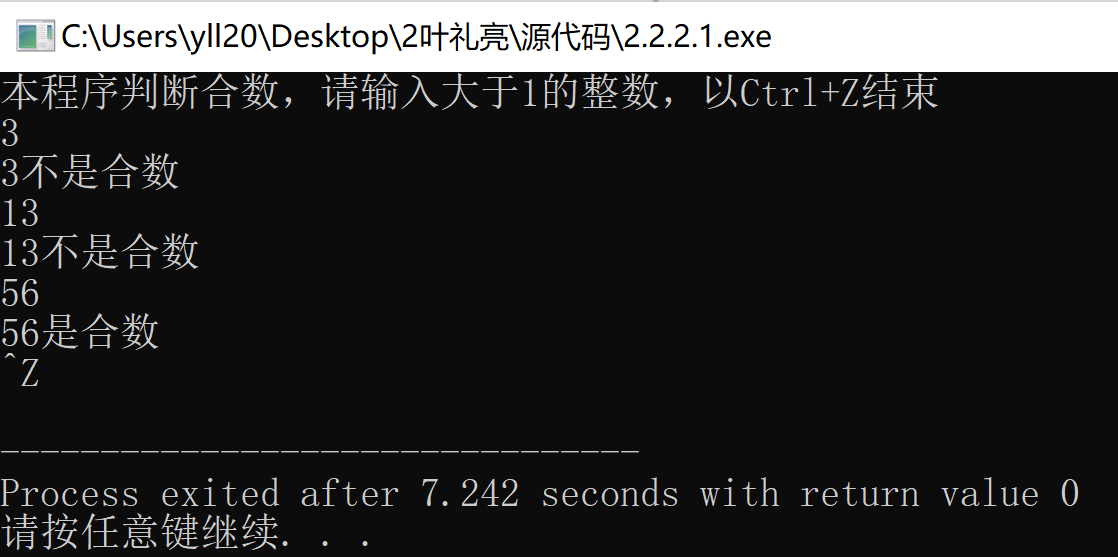 C:\Users\yll20\Desktop\2叶礼亮\源代码\2.2.2.1.exe
本程序判断合数，请输入大于1的整数，以Ctrl+Z结束
3
3不是合数
13
13不是合数
56
56是合数
^Z
--------------------------------
Process exited after 7.242 seconds with return value 0
请按任意键继续. . .